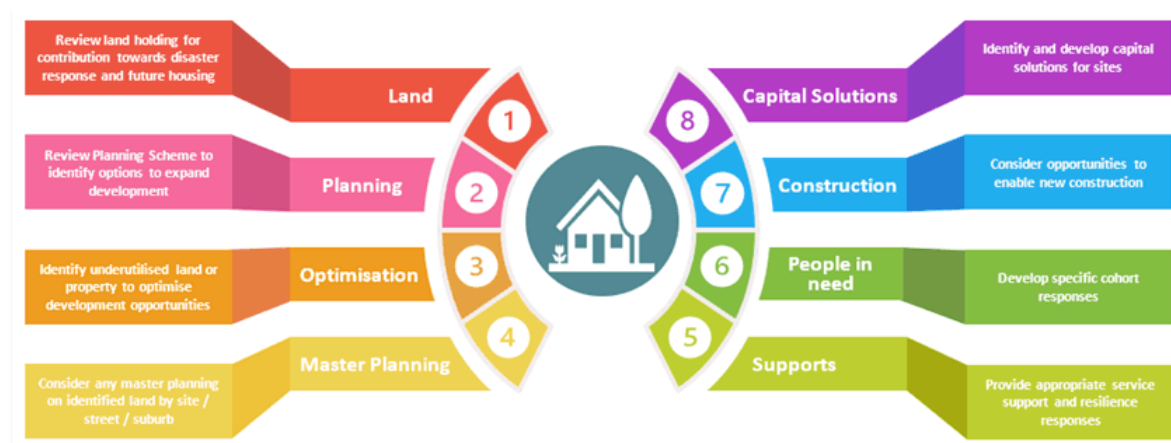 Review land holding for
contribution towards disaster
response and future housing
Land
1
Review Planning Scheme to
identify options to expand
development
Planning
2
Identify underutilised land or
property to optimise
development opportunities
Optimisation
3
Consider any master planning
on identified land by site /
street / suburb
Master Planning
4
Identify and develop capital
solutions for sites
Capital Solutions
8
Consider opportunities to
enable new construction
Construction
7
Develop specific cohort
responses
People in
need
6
Provide appropriate service
support and resilience
responses
Supports
5